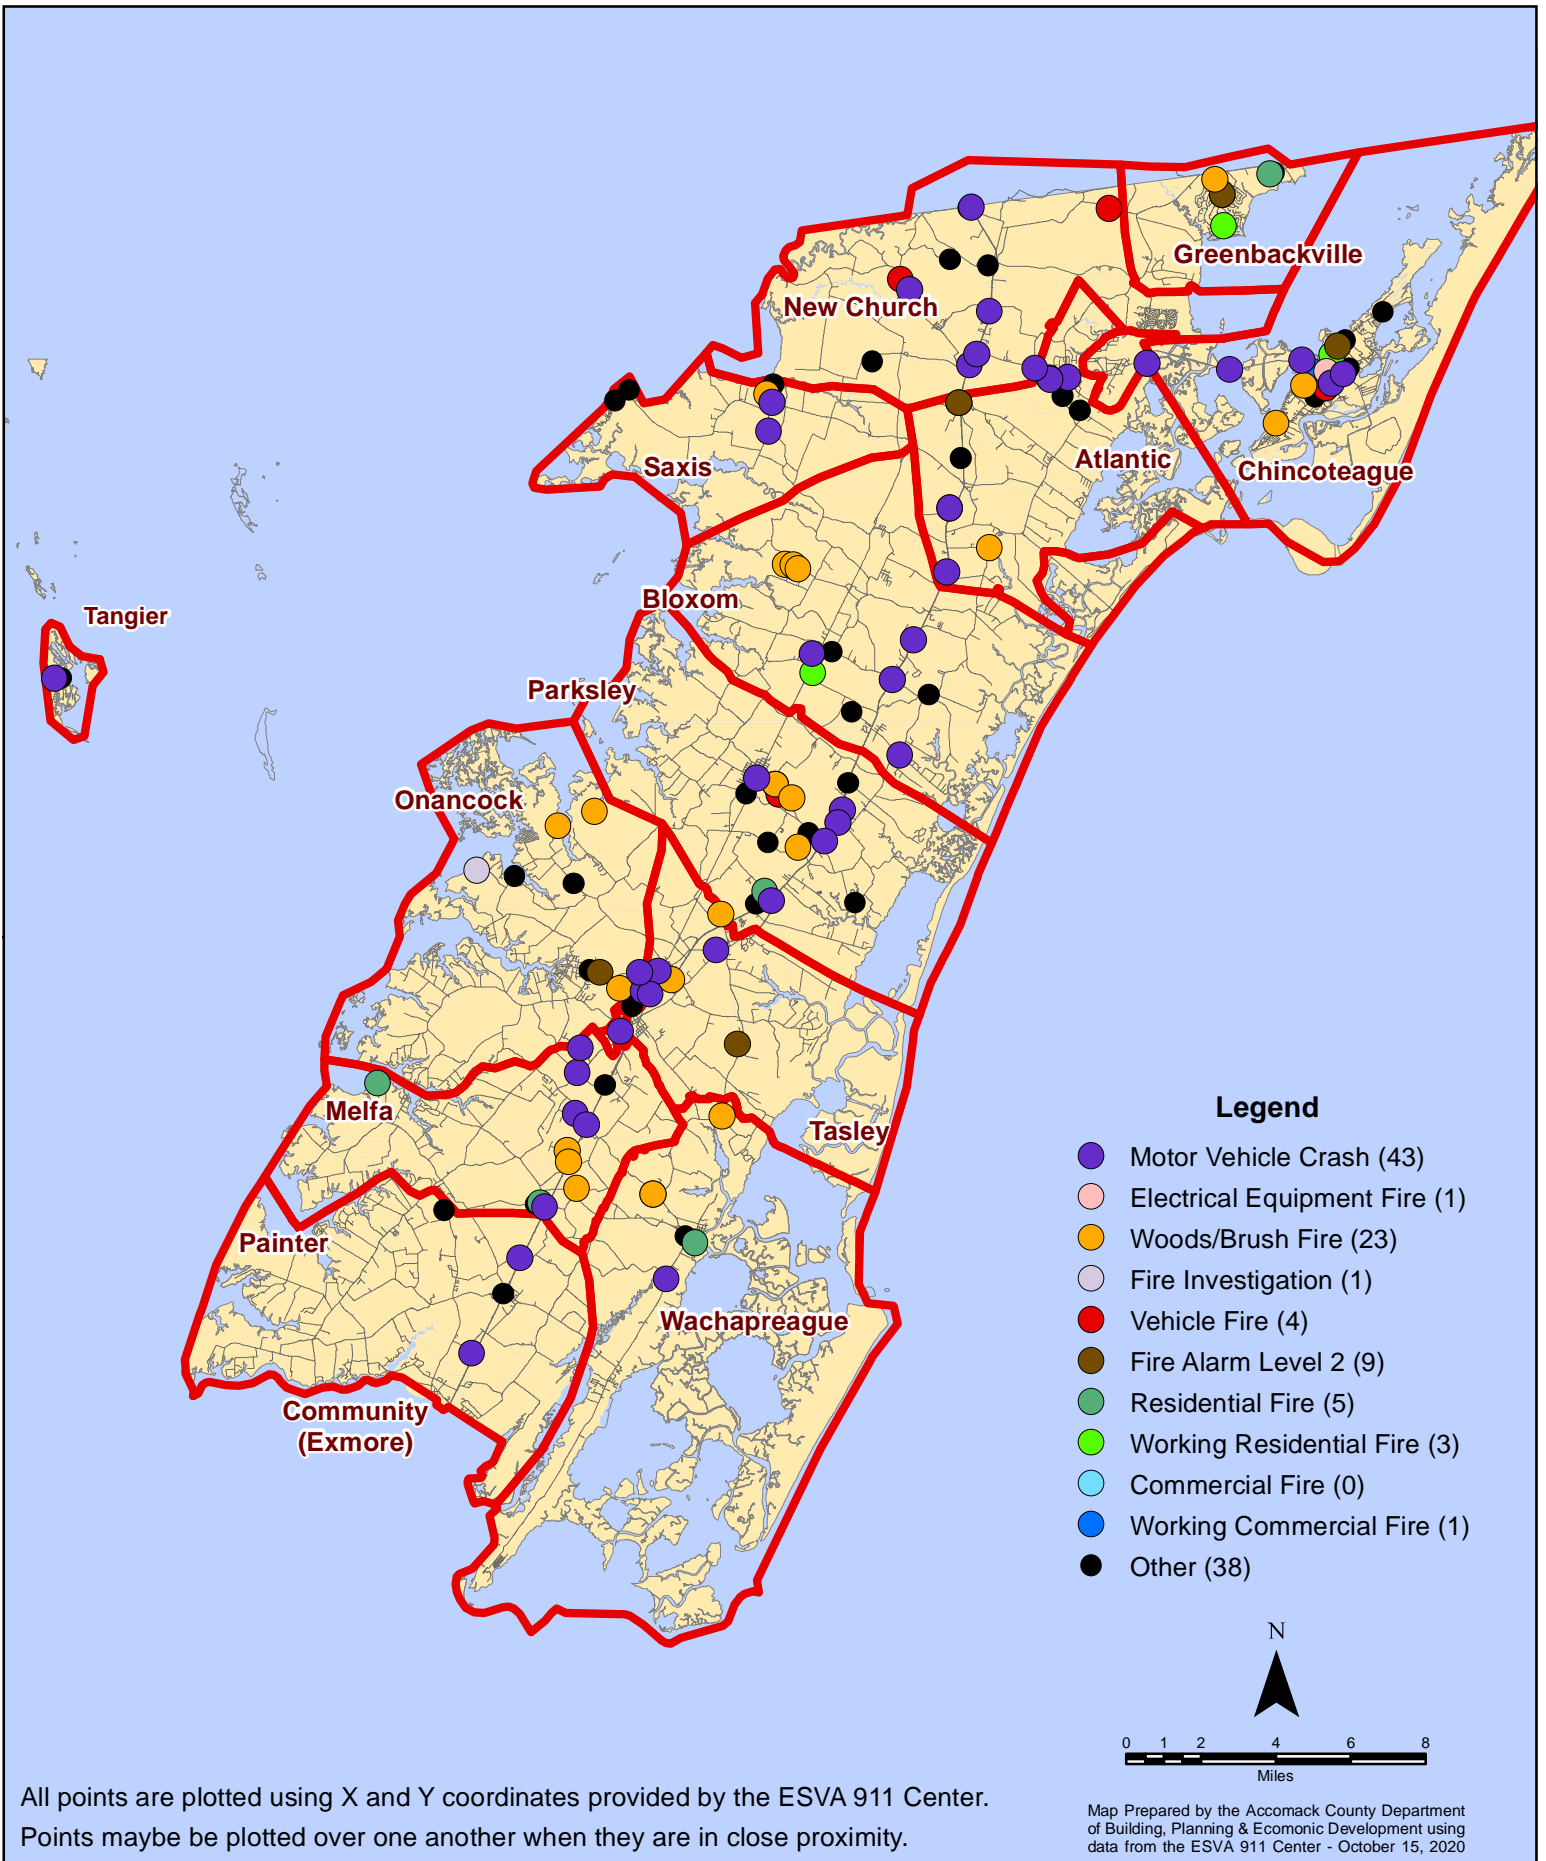 Greenbackville
New Church
Atlantic
Saxis
Chincoteague
Bloxom
Tangier
Parksley
Onancock
Melfa
Tasley
Painter
Wachapreague
Community
(Exmore)
Legend
Motor Vehicle Crash (43)
Electrical Equipment Fire (1)
Woods/Brush Fire (23)
Fire Investigation (1)
Vehicle Fire (4)
Fire Alarm Level 2 (9)
Residential Fire (5)
Working Residential Fire (3)
Commercial Fire (0)
Working Commercial Fire (1)
Other (38)
N
0 1 2 4 6 8
Miles
All points are plotted using X and Y coordinates provided by the ESVA 911 Center.
Points maybe be plotted over one another when they are in close proximity.
Map Prepared by the Accomack County Department
of Building, Planning & Ecomonic Development using
data from the ESVA 911 Center - October 15, 2020